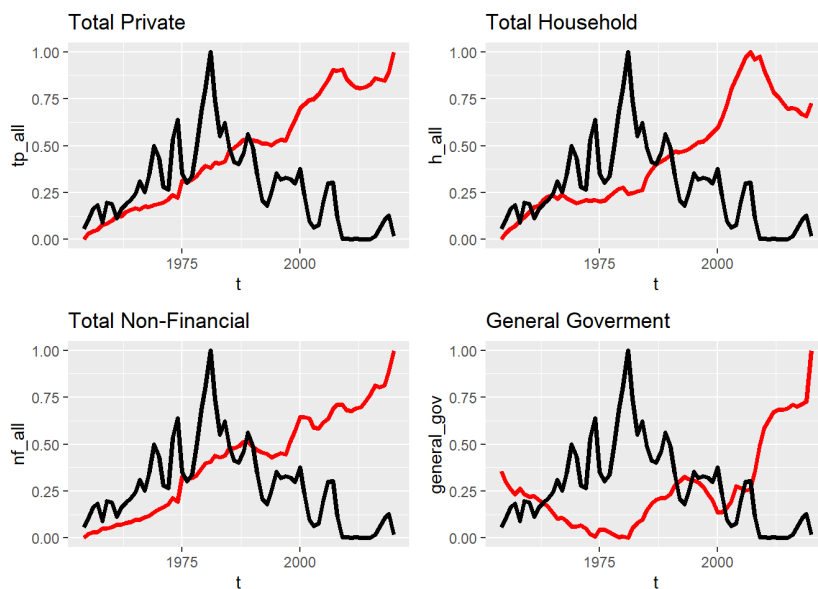 Total Private
1.00
0.75
0.50
0.25
0.00
tp_all
1975
2000
t
Total Household
1.00
0.75
0.50
0.25
0.00
h_all
1975
2000
t
Total Non-Financial
1.00
0.75
0.50
0.25
0.00
nf_all
1975
2000
t
General Goverment
1.00
0.75
0.50
0.25
0.00
general_gov
1975
2000
t